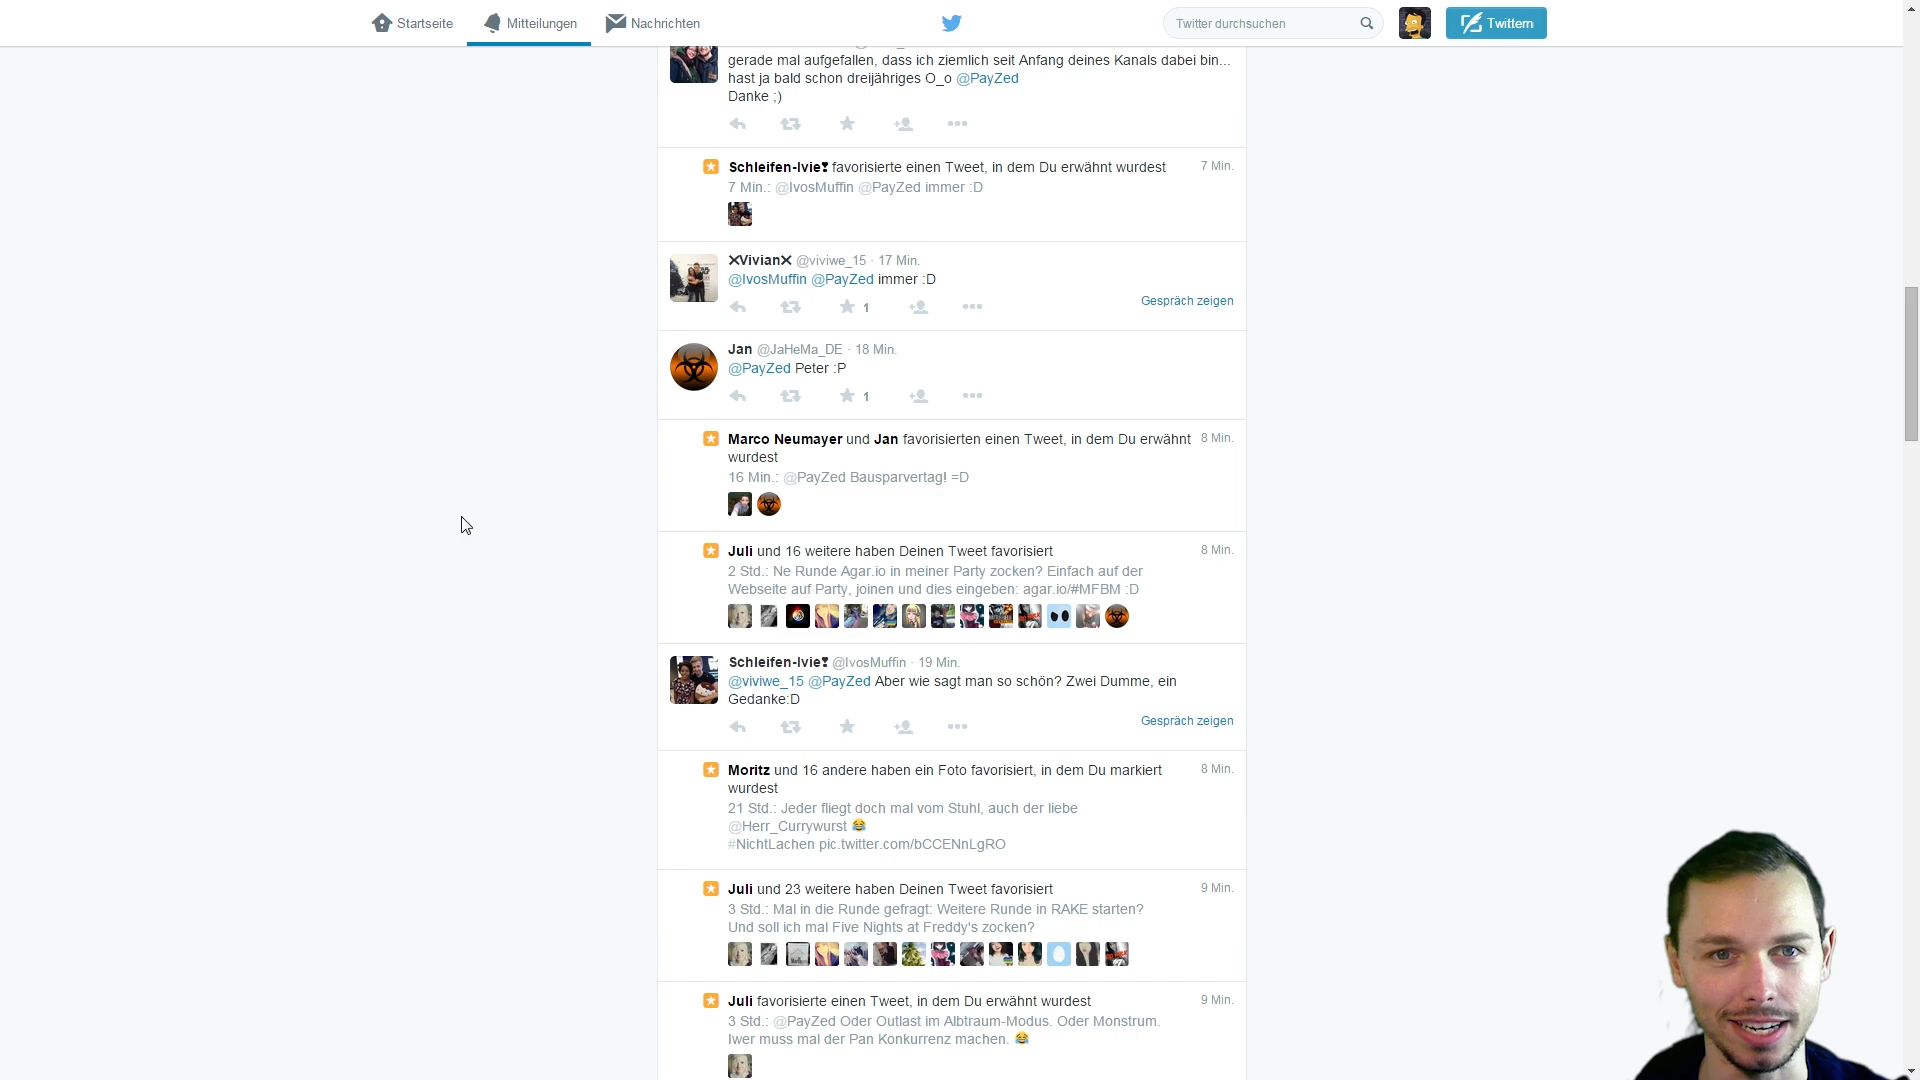 Startseite
Mitteilungen
Nachrichten
Twitter durchsuchen
Twittern
gerade mal aufgefallen, dass ich ziemlich seit Anfang deines Kanals dabei bin...
hast ja bald schon dreijähriges O_o @PayZed
Danke ;)
Schleifen-Ivie❣ favorisierte einen Tweet, in dem Du erwähnt wurdest 7 Min.
7 Min.: @IvosMuffin @PayZed immer :D
✕Vivian✕ @viviwe_15 · 17 Min.
@IvosMuffin @PayZed immer :D
Gespräch zeigen
1
Jan @JaHeMa_DE · 18 Min.
@PayZed Peter :P
1
Marco Neumayer und Jan favorisierten einen Tweet, in dem Du erwähnt 8 Min.
wurdest
16 Min.: @PayZed Bausparvertag! =D
Juli und 16 weitere haben Deinen Tweet favorisiert 8 Min.
2 Std.: Ne Runde Agar.io in meiner Party zocken? Einfach auf der
Webseite auf Party, joinen und dies eingeben: agar.io/#MFBM :D
Schleifen-Ivie❣ @IvosMuffin · 19 Min.
@viviwe_15 @PayZed Aber wie sagt man so schön? Zwei Dumme, ein
Gedanke:D
Gespräch zeigen
Moritz und 16 andere haben ein Foto favorisiert, in dem Du markiert 8 Min.
wurdest
21 Std.: Jeder fliegt doch mal vom Stuhl, auch der liebe
@Herr_Currywurst 😂
#NichtLachen pic.twitter.com/bCCENnLgRO
Juli und 23 weitere haben Deinen Tweet favorisiert 9 Min.
3 Std.: Mal in die Runde gefragt: Weitere Runde in RAKE starten?
Und soll ich mal Five Nights at Freddy's zocken?
Juli favorisierte einen Tweet, in dem Du erwähnt wurdest 9 Min.
3 Std.: @PayZed Oder Outlast im Albtraum-Modus. Oder Monstrum.
Iwer muss mal der Pan Konkurrenz machen. 😂